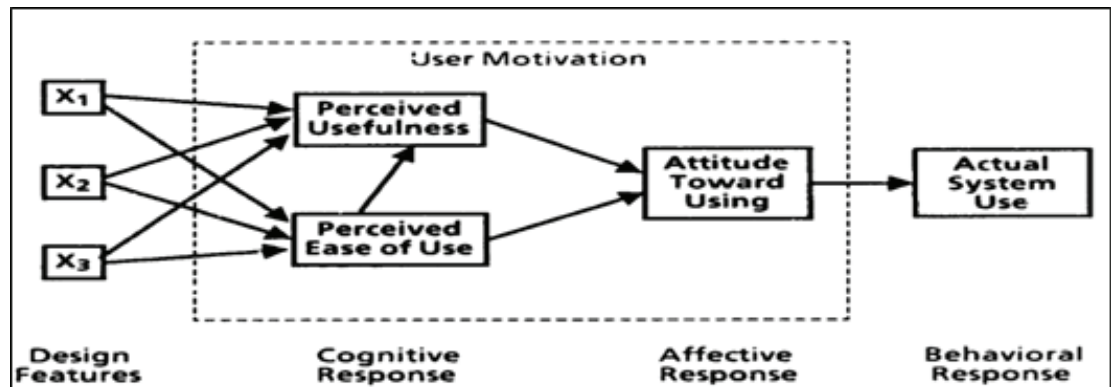 User Motivation
X1
Perceived
Usefulness
X2
Attitude
Toward
Using
Actual
System
Use
X3
Perceived
Ease of Use
Design
Features
Cognitive
Response
Affective
Response
Behavioral
Response